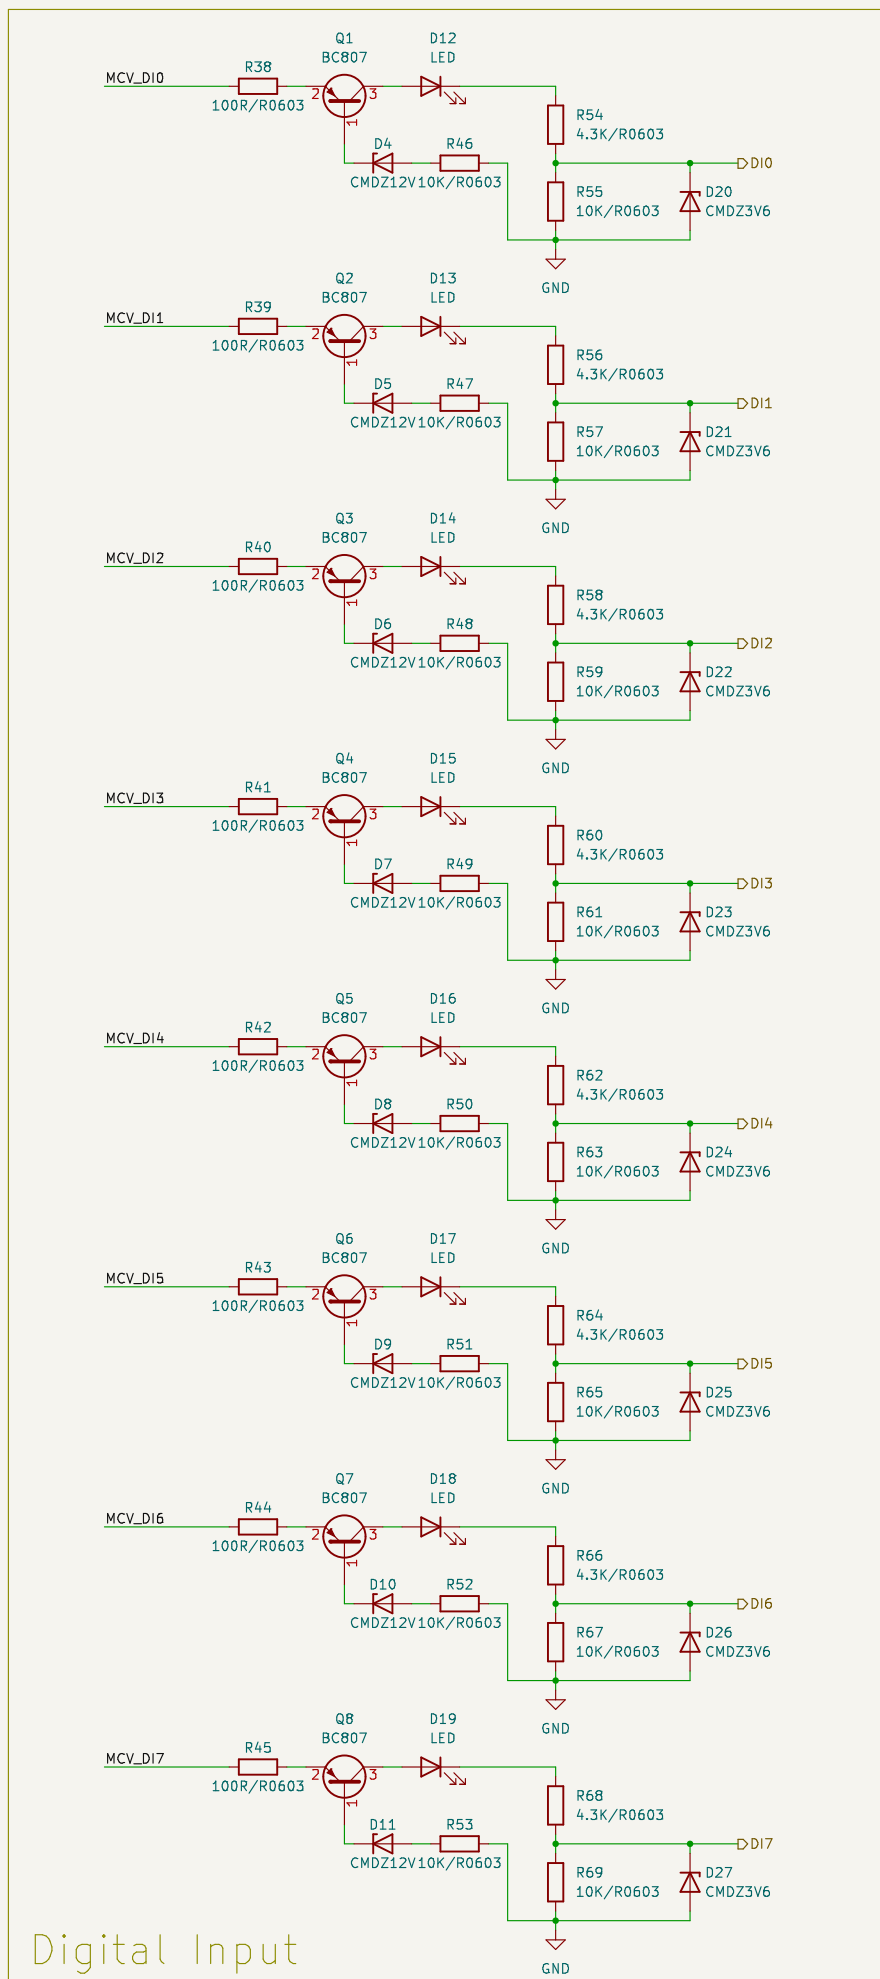 Q1
BC807
D12
LED
MCV_DI0
R38
100R/R0603
2
3
1
R54
4.3K/R0603
D4
CMDZ12V
R46
10K/R0603
DI0
R55
10K/R0603
D20
CMDZ3V6
GND
Q2
BC807
D13
LED
MCV_DI1
R39
100R/R0603
2
3
1
R56
4.3K/R0603
D5
CMDZ12V
R47
10K/R0603
DI1
R57
10K/R0603
D21
CMDZ3V6
GND
Q3
BC807
D14
LED
MCV_DI2
R40
100R/R0603
2
3
1
R58
4.3K/R0603
D6
CMDZ12V
R48
10K/R0603
DI2
R59
10K/R0603
D22
CMDZ3V6
GND
Q4
BC807
D15
LED
MCV_DI3
R41
100R/R0603
2
3
1
R60
4.3K/R0603
D7
CMDZ12V
R49
10K/R0603
DI3
R61
10K/R0603
D23
CMDZ3V6
GND
Q5
BC807
D16
LED
MCV_DI4
R42
100R/R0603
2
3
1
R62
4.3K/R0603
D8
CMDZ12V
R50
10K/R0603
DI4
R63
10K/R0603
D24
CMDZ3V6
GND
Q6
BC807
D17
LED
MCV_DI5
R43
100R/R0603
2
3
1
R64
4.3K/R0603
D9
CMDZ12V
R51
10K/R0603
DI5
R65
10K/R0603
D25
CMDZ3V6
GND
Q7
BC807
D18
LED
MCV_DI6
R44
100R/R0603
2
3
1
R66
4.3K/R0603
D10
CMDZ12V
R52
10K/R0603
DI6
R67
10K/R0603
D26
CMDZ3V6
GND
Q8
BC807
D19
LED
MCV_DI7
R45
100R/R0603
2
3
1
R68
4.3K/R0603
D11
CMDZ12V
R53
10K/R0603
DI7
R69
10K/R0603
D27
CMDZ3V6
GND
Digital Input